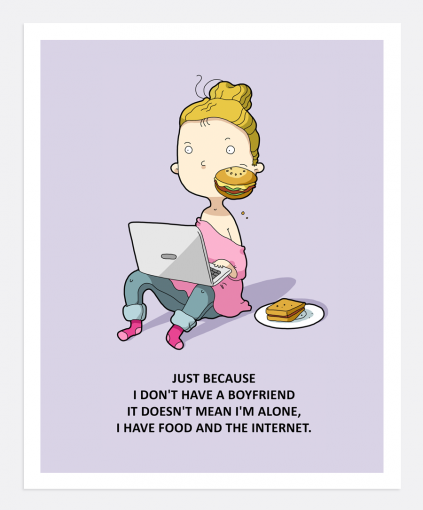 JUST BECAUSE
I DON'T HAVE A BOYFRIEND
IT DOESN'T MEAN I'M ALONE,
I HAVE FOOD AND THE INTERNET.